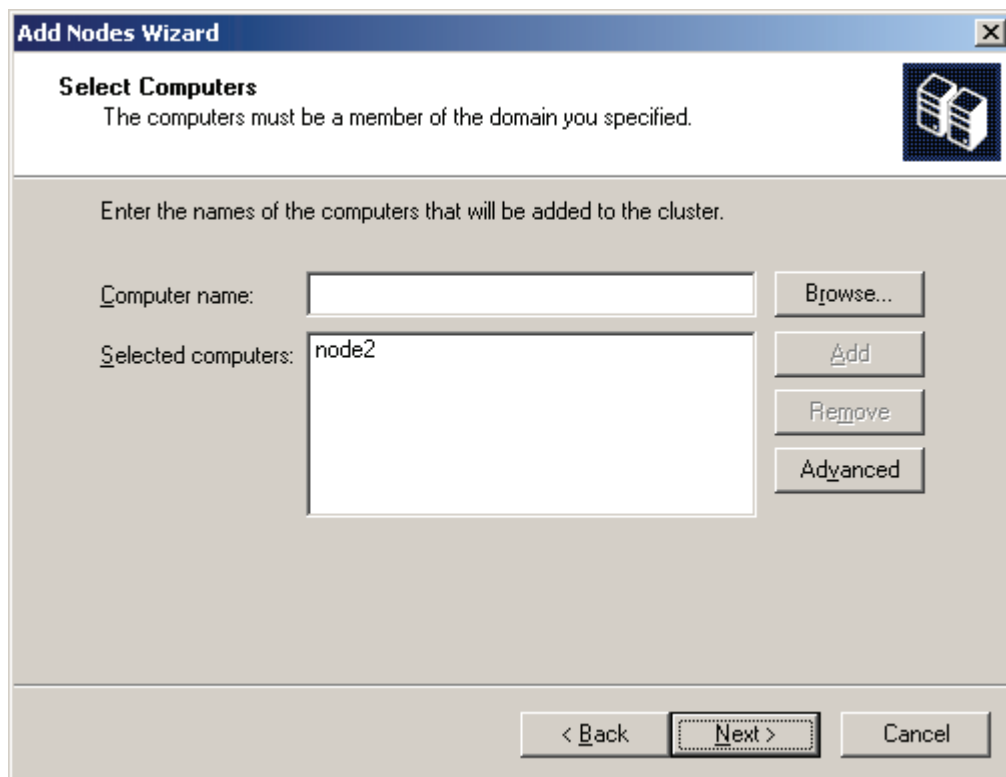 Add Nodes Wizard
Select Computers
The computers must be a member of the domain you specified.
Enter the names of the computers that will be added to the cluster.
Computer name:
Browse...
Selected computers:
node2
Add
Remove
Advanced
< Back
Next >
Cancel